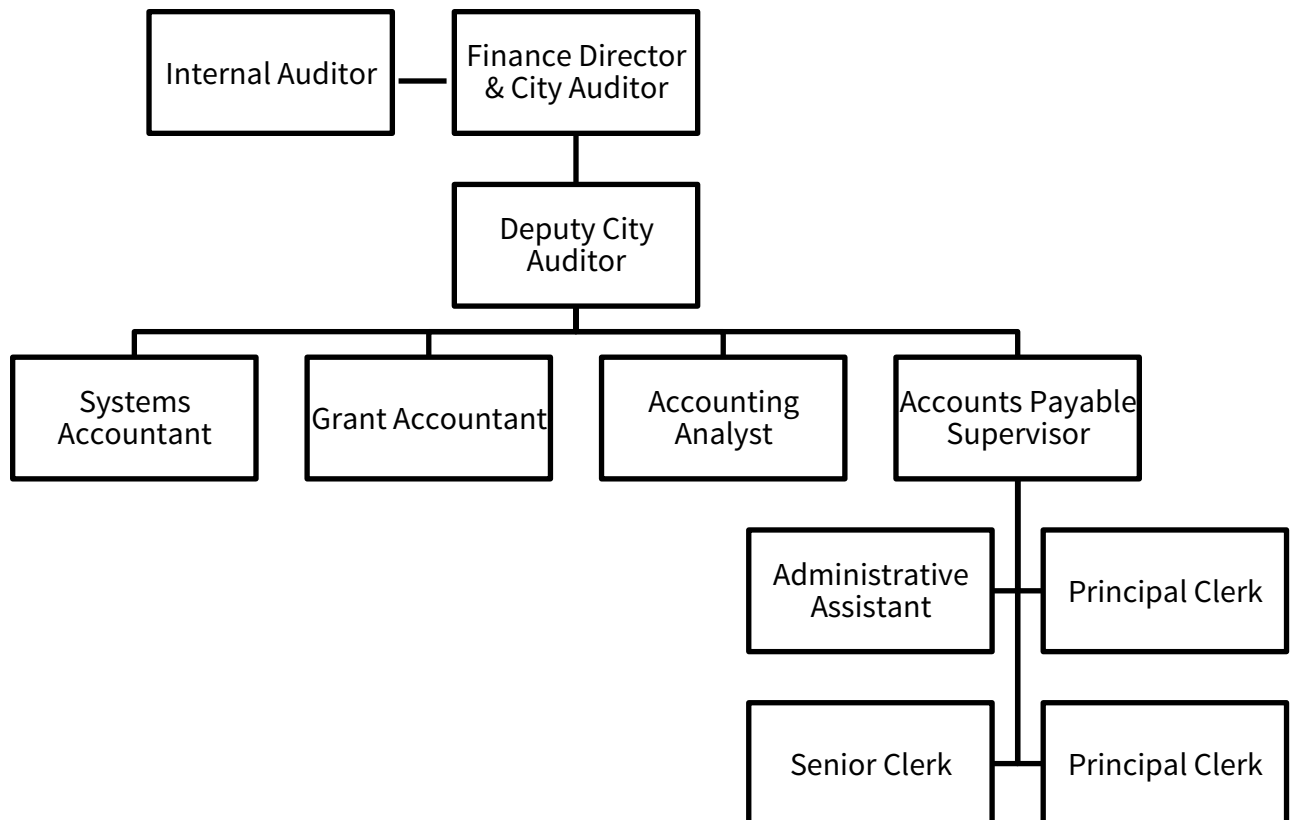 Internal Auditor
Finance Director
& City Auditor
Deputy City
Auditor
Systems
Accountant
Grant Accountant
Accounting
Analyst
Accounts Payable
Supervisor
Administrative
Assistant
Principal Clerk
Senior Clerk
Principal Clerk